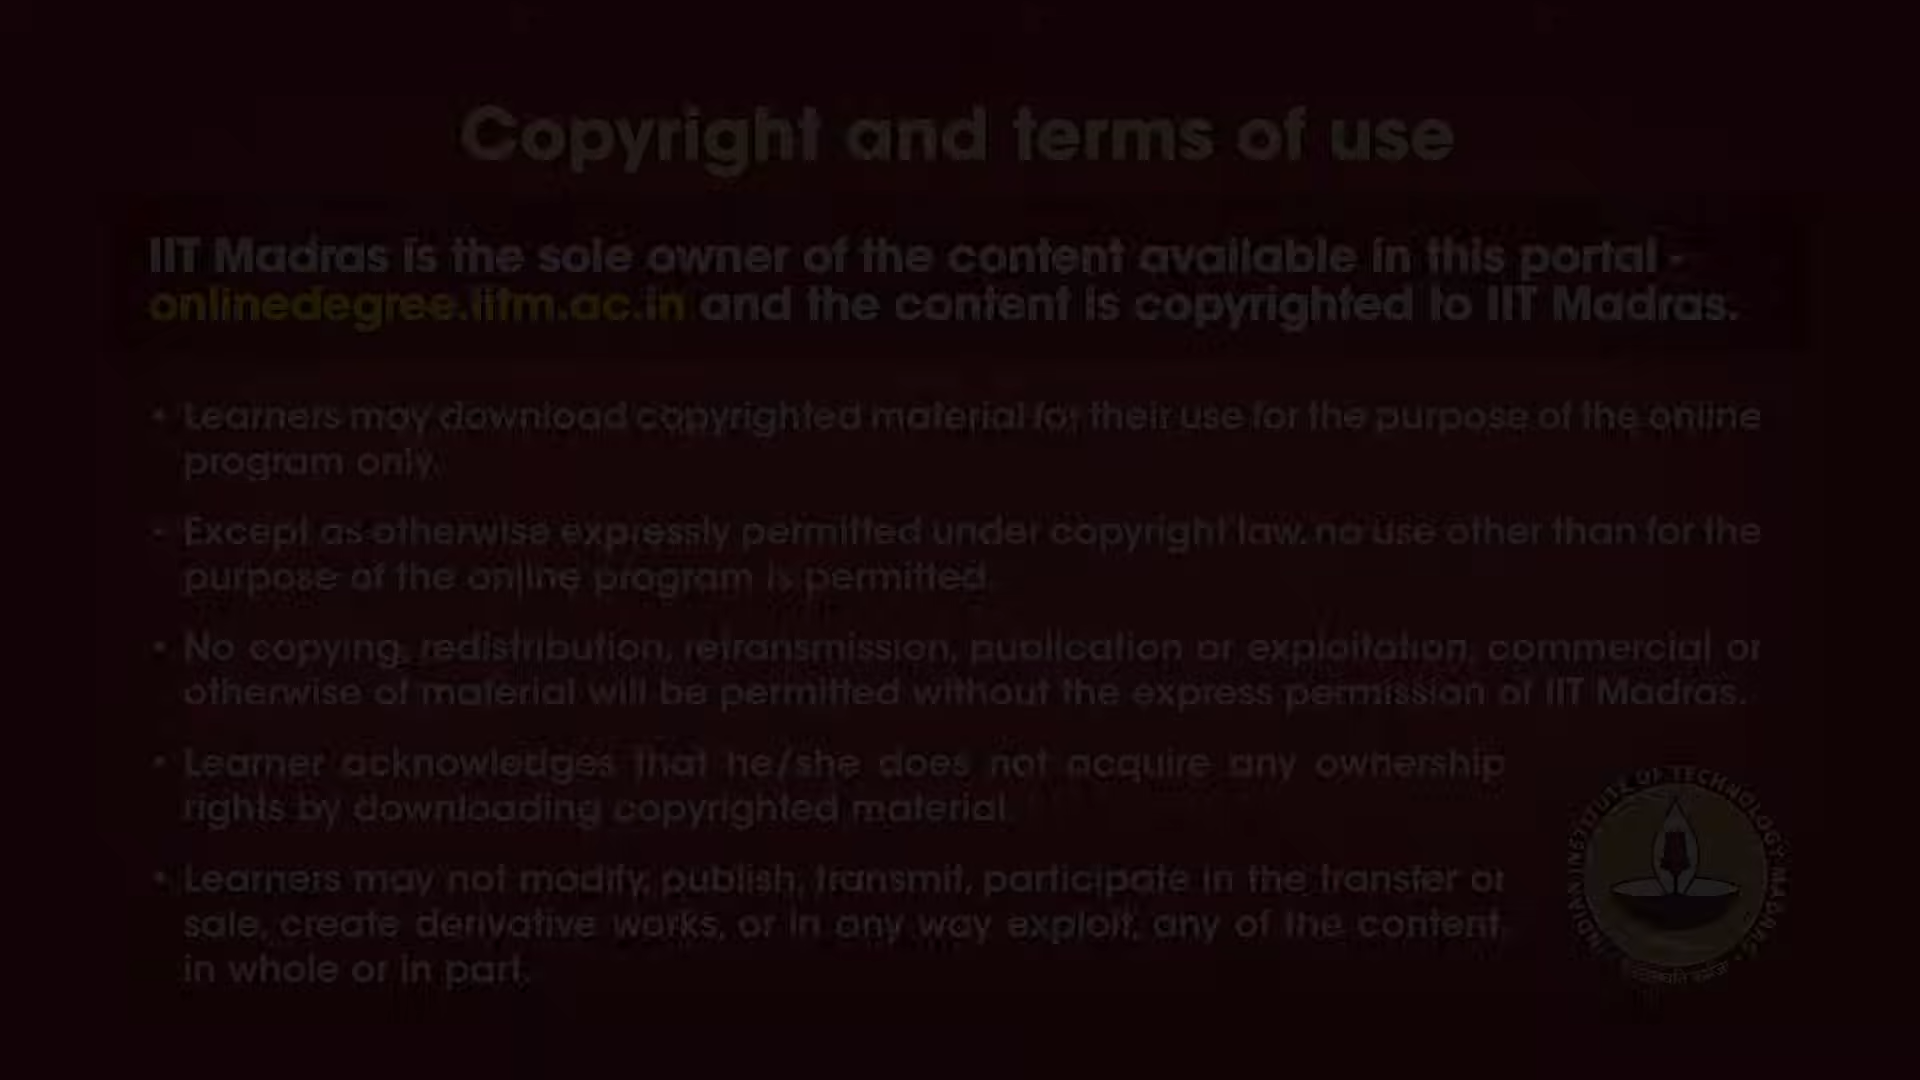 Copyright and terms of use
IIT Madras is the sole owner of the content available in this portal -
onlinedegree.iitm.ac.in and the content is copyrighted to IIT Madras.
• Learners may download copyrighted material for their use for the purpose of the online
program only.
• Except as otherwise expressly permitted under copyright law, no use other than for the
purpose of the online program is permitted.
• No copying, redistribution, retransmission, publication or exploitation, commercial or
otherwise of material will be permitted without the express permission of IIT Madras.
• Learner acknowledges that he/she does not acquire any ownership
rights by downloading copyrighted material.
• Learners may not modify, publish, transmit, participate in the transfer or
sale, create derivative works, or in any way exploit, any of the content,
in whole or in part.
INDIAN INSTITUTE OF TECHNOLOGY MADRAS